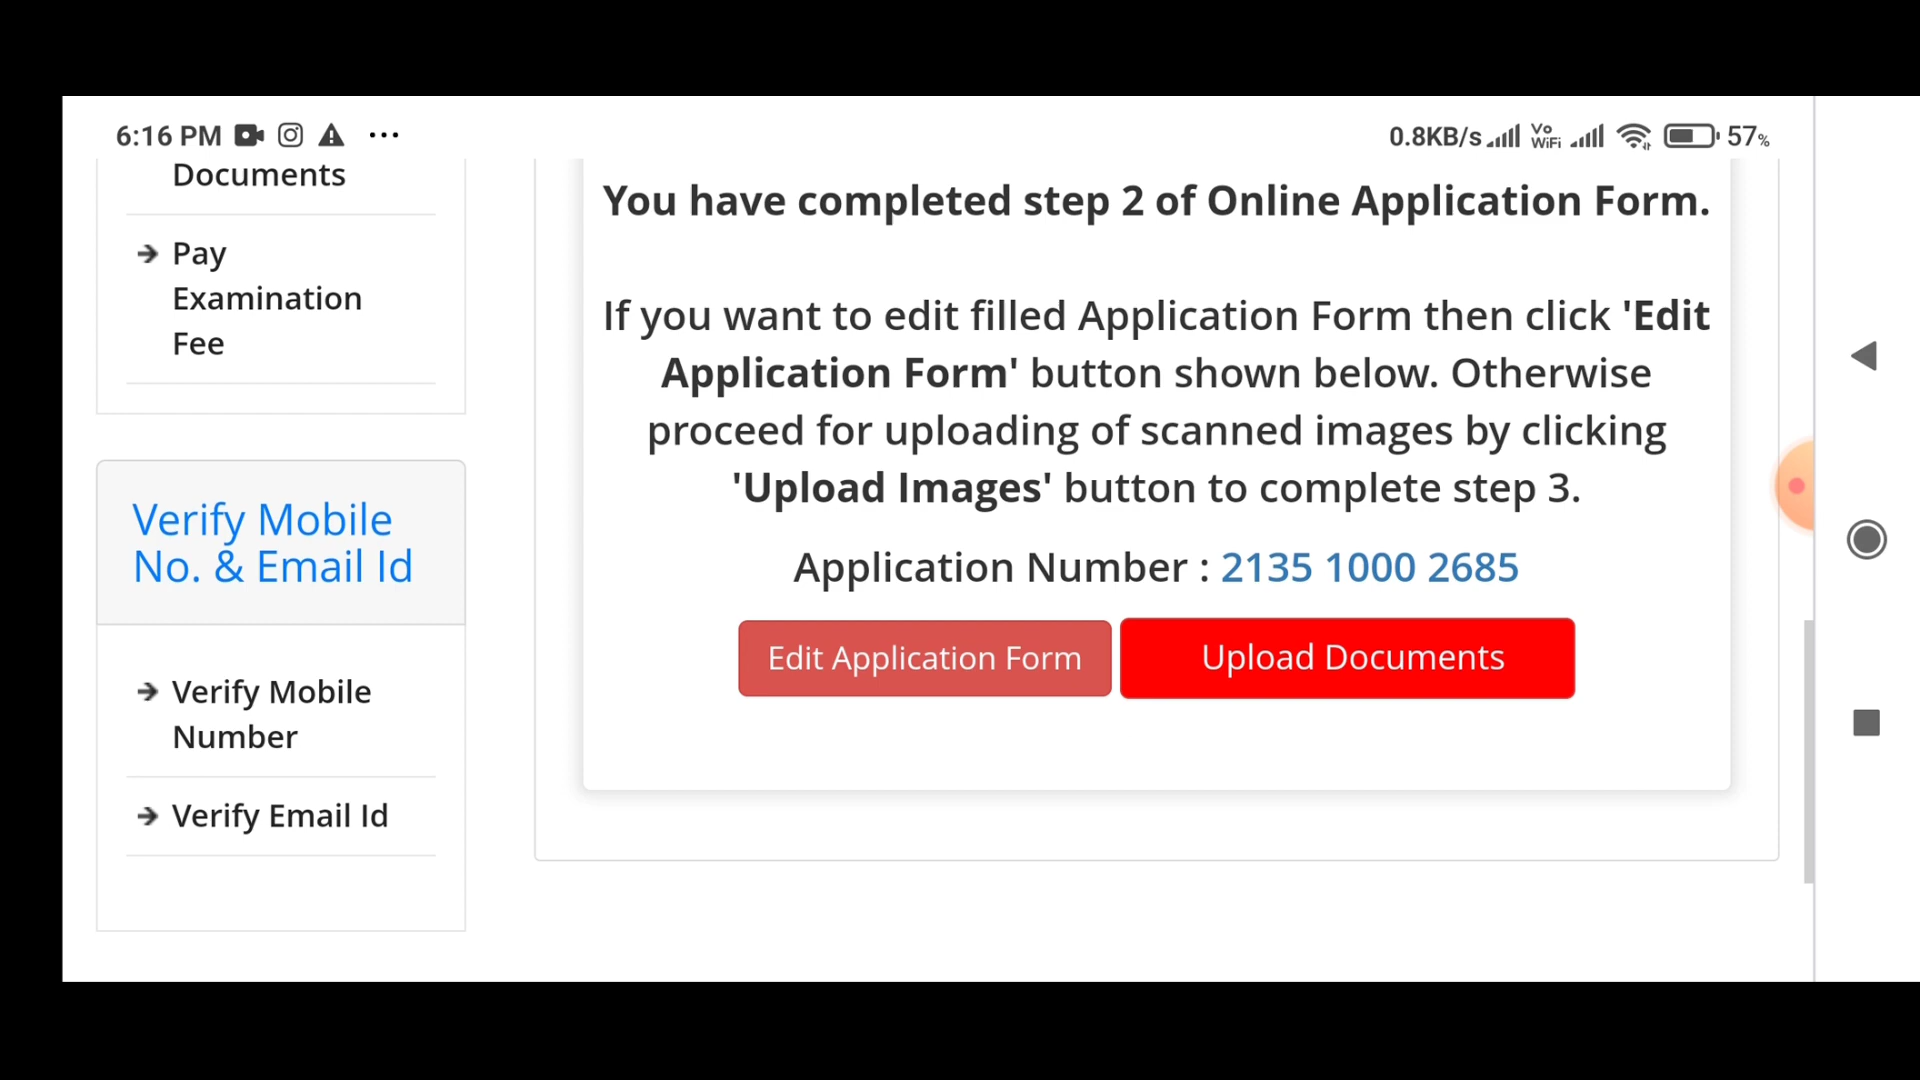 6:16 PM ...
0.8KB/s Vo WiFi 57%
Documents
Pay
Examination
Fee
Verify Mobile
No. & Email Id
Verify Mobile
Number
Verify Email Id
You have completed step 2 of Online Application Form.
If you want to edit filled Application Form then click 'Edit
Application Form' button shown below. Otherwise
proceed for uploading of scanned images by clicking
'Upload Images' button to complete step 3.
Application Number : 2135 1000 2685
Edit Application Form Upload Documents